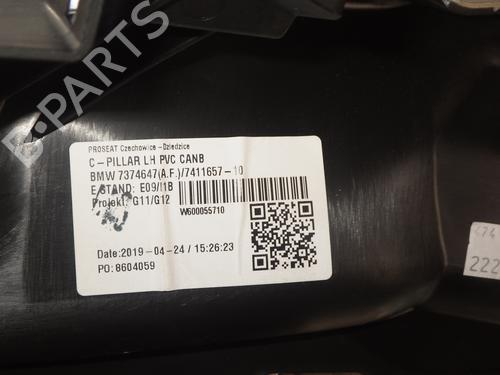 B-PARTS
PROSEAT Czechowice-Dziedzice
C-PILLAR LH PVC CANB
BMW 7374647(A.F.)/7411657-10
E/STAND: E09/I1B
Projekt: G11/G12
W600055710
Date:2019-04-24 / 15:26:23
PO:8604059
474
222